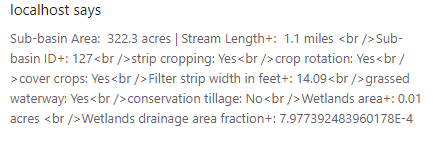 localhost says
Sub-basin Area:  322.3 acres | Stream Length+:  1.1 miles <br />Sub-
basin ID+: 127<br />strip cropping: Yes<br />crop rotation: Yes<br /
>cover crops: Yes<br />Filter strip width in feet+: 14.09<br />grassed
waterway: Yes<br />conservation tillage: No<br />Wetlands area+: 0.01
acres <br />Wetlands drainage area fraction+: 7.977392483960178E-4